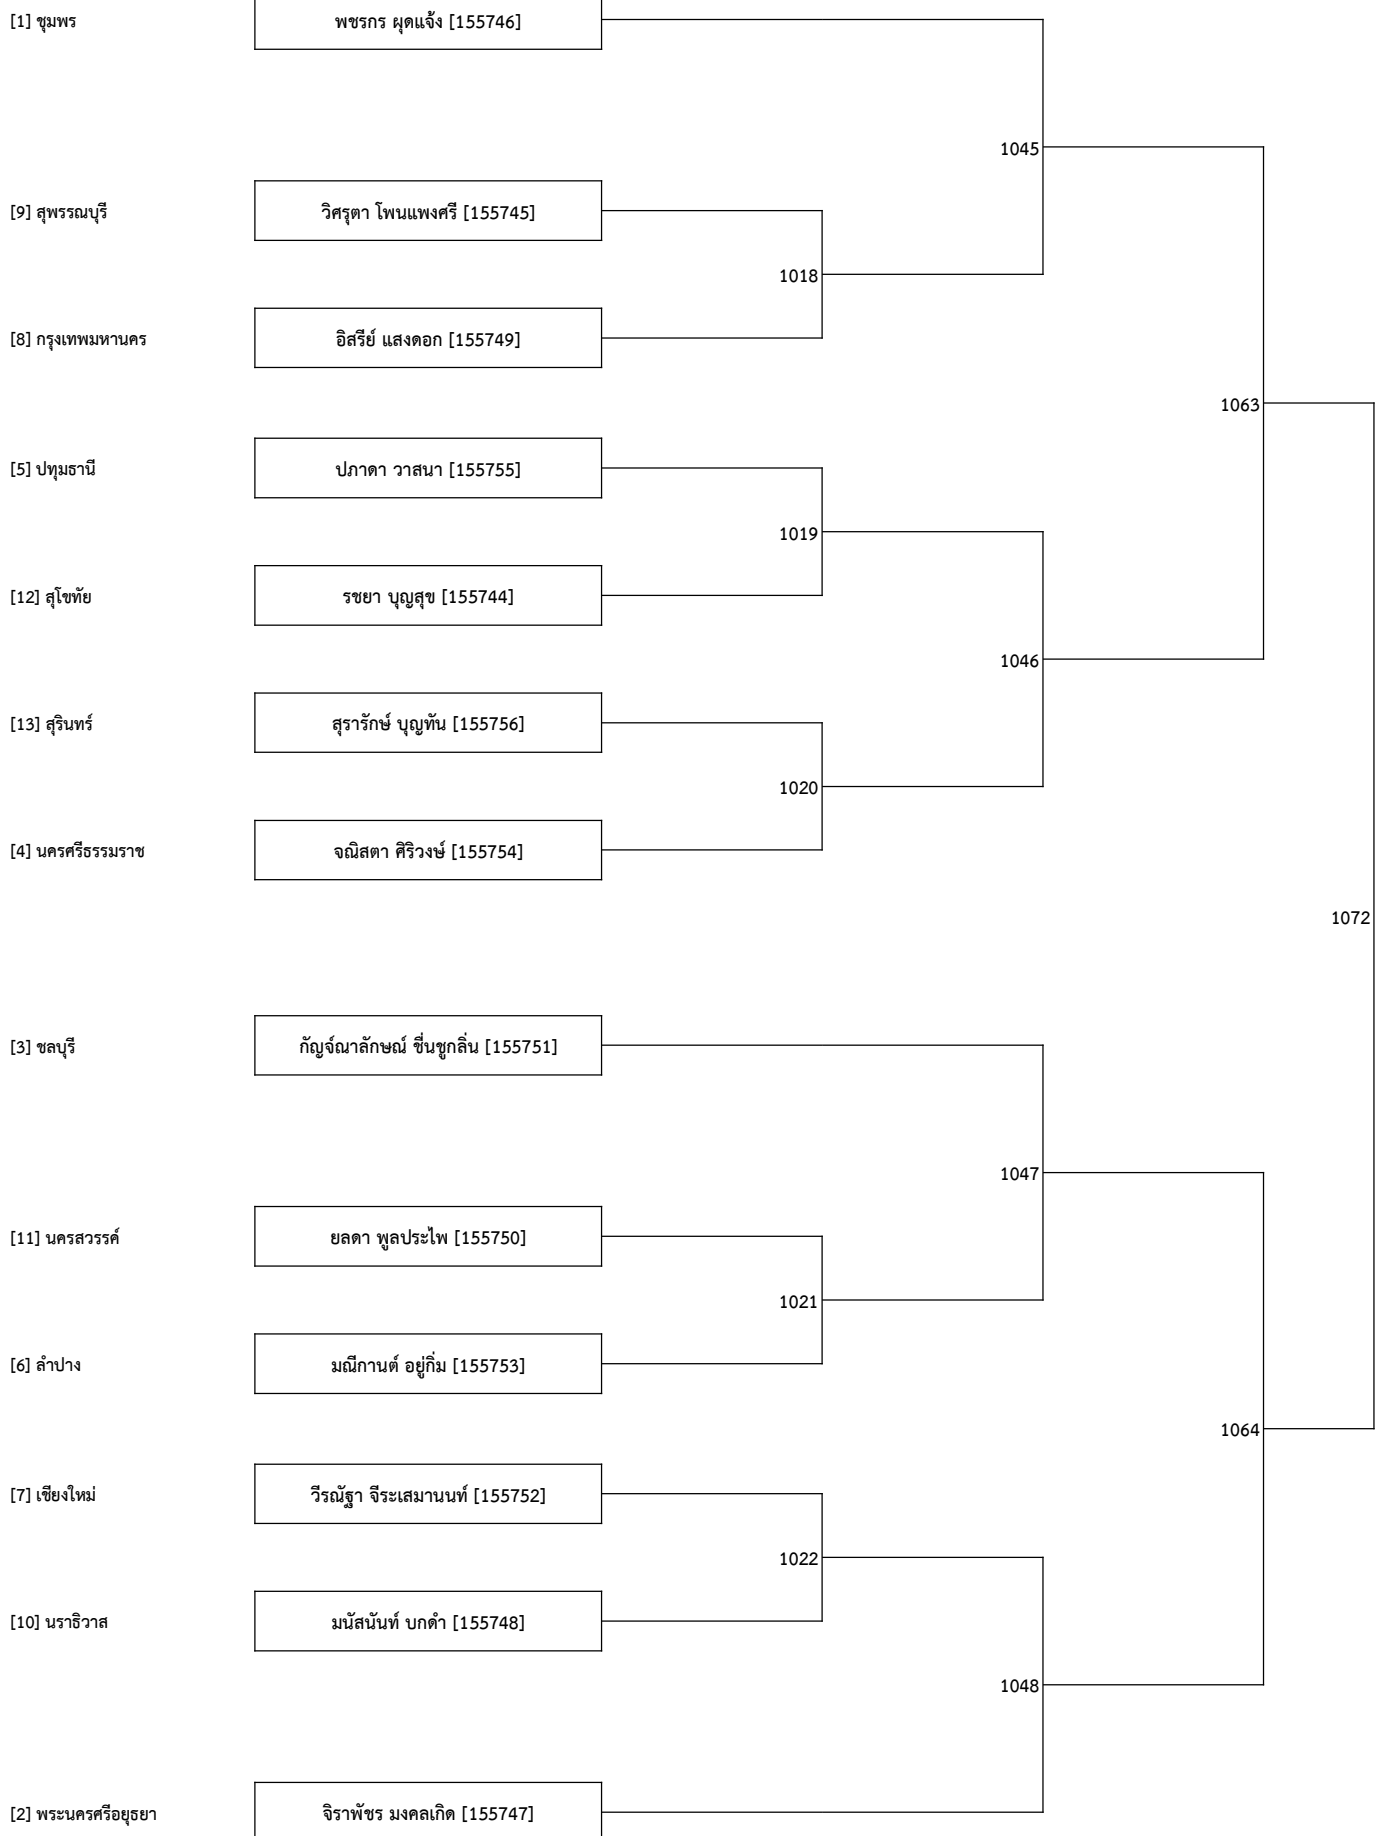 [1] ชุมพร พชรกร ผุดแจ้ง [155746]
1045
[9] สุพรรณบุรี วิศรุตา โพนแพงศรี [155745]
1018
[8] กรุงเทพมหานคร อิสรีย์ แสงดอก [155749]
1063
[5] ปทุมธานี ปภาดา วาสนา [155755]
1019
[12] สุโขทัย รชยา บุญสุข [155744]
1046
[13] สุรินทร์ สุรารักษ์ บุญทัน [155756]
1020
[4] นครศรีธรรมราช จณิสตา ศิริวงษ์ [155754]
1072
[3] ชลบุรี กัญจ์ณาลักษณ์ ชื่นชูกลิ่น [155751]
1047
[11] นครสวรรค์ ยลดา พูลประไพ [155750]
1021
[6] ลำปาง มณีกานต์ อยู่กิ่ม [155753]
1064
[7] เชียงใหม่ วีรณัฐา จีระเสมานนท์ [155752]
1022
[10] นราธิวาส มนัสนันท์ บกดำ [155748]
1048
[2] พระนครศรีอยุธยา จิราพัชร มงคลเกิด [155747]